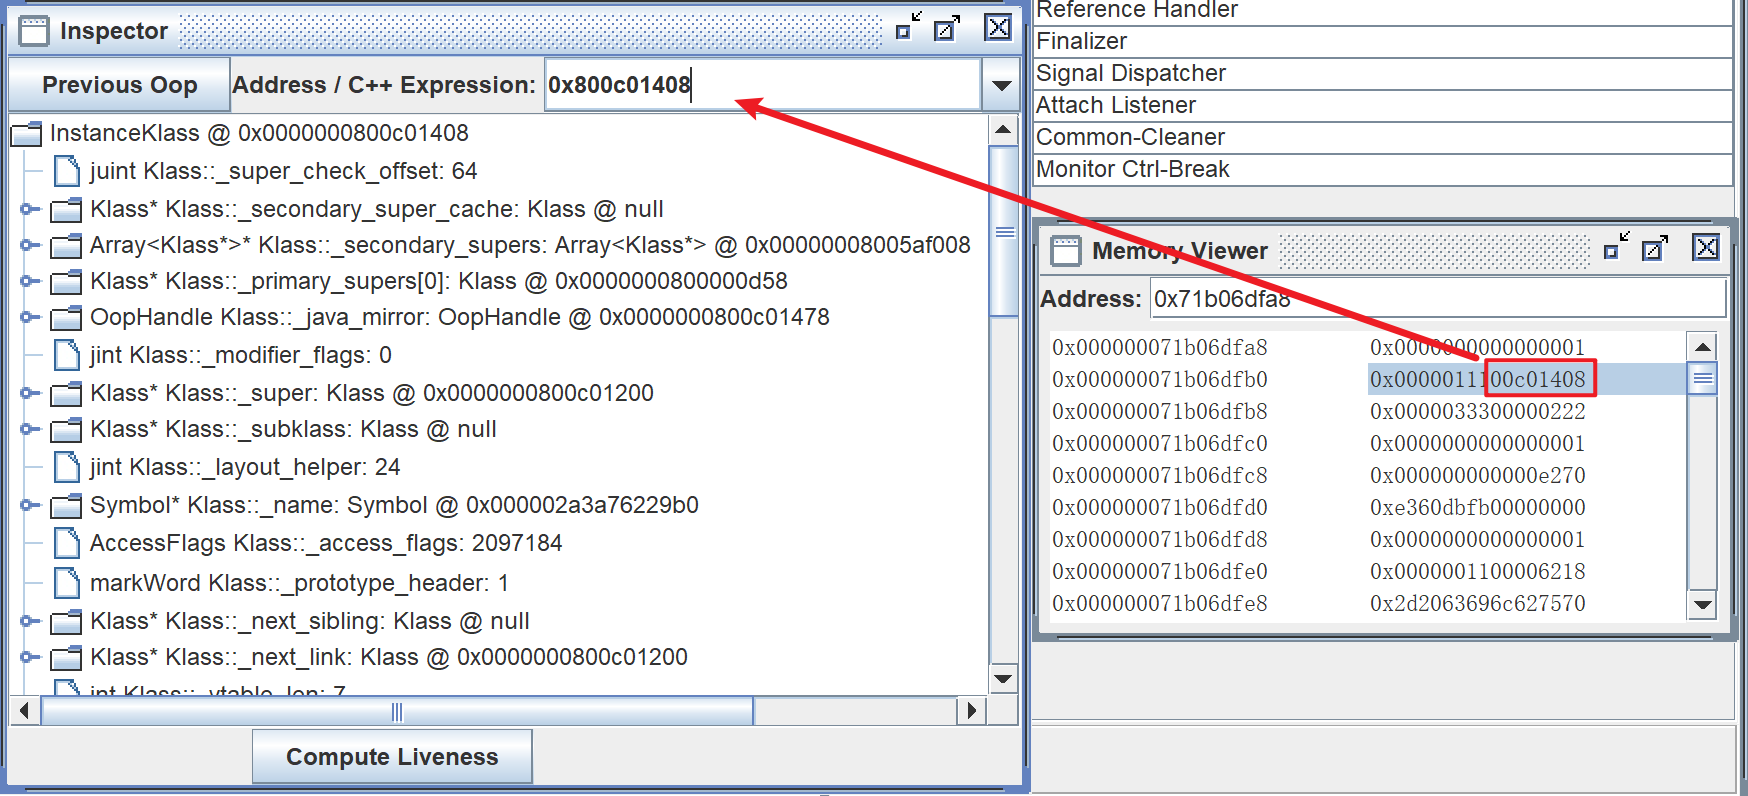 Inspector
Previous Oop Address / C++ Expression: 0x800c01408
InstanceKlass @ 0x0000000800c01408
juint Klass::_super_check_offset: 64
Klass* Klass::_secondary_super_cache: Klass @ null
Array<Klass*>* Klass::_secondary_supers: Array<Klass*> @ 0x00000008005af008
Klass* Klass::_primary_supers[0]: Klass @ 0x0000000800000d58
OopHandle Klass::_java_mirror: OopHandle @ 0x0000000800c01478
jint Klass::_modifier_flags: 0
Klass* Klass::_super: Klass @ 0x0000000800c01200
Klass* Klass::_subklass: Klass @ null
jint Klass::_layout_helper: 24
Symbol* Klass::_name: Symbol @ 0x000002a3a76229b0
AccessFlags Klass::_access_flags: 2097184
markWord Klass::_prototype_header: 1
Klass* Klass::_next_sibling: Klass @ null
Klass* Klass::_next_link: Klass @ 0x0000000800c01200
int Klass::_vtable_len: 7
Compute Liveness
Reference Handler
Finalizer
Signal Dispatcher
Attach Listener
Common-Cleaner
Monitor Ctrl-Break
Memory Viewer
Address: 0x71b06dfa8
0x000000071b06dfa8 0x0000000000000001
0x000000071b06dfb0 0x0000011100c01408
0x000000071b06dfb8 0x0000033300000222
0x000000071b06dfc0 0x0000000000000001
0x000000071b06dfc8 0x000000000000e270
0x000000071b06dfd0 0xe360dbfb00000000
0x000000071b06dfd8 0x0000000000000001
0x000000071b06dfe0 0x0000001100006218
0x000000071b06dfe8 0x2d2063696c627570